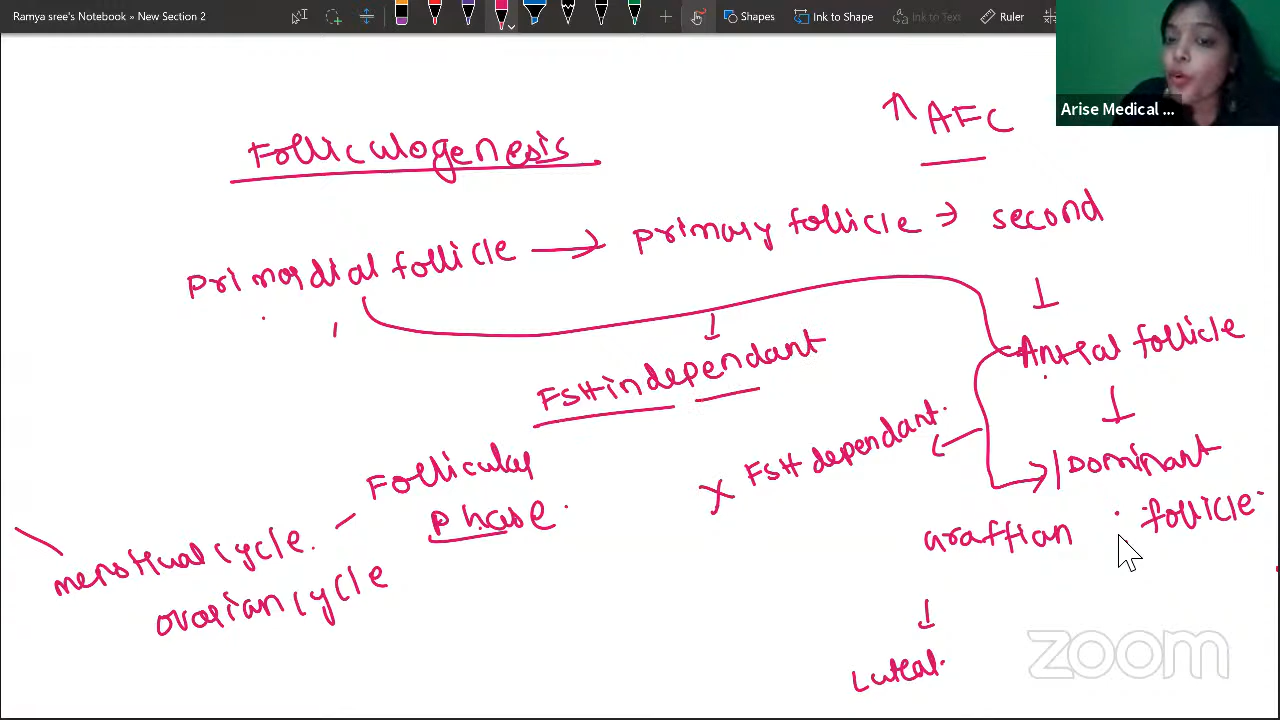 Ramya sree's Notebook » New Section 2
Shapes
Ink to Shape
Ink to Text
Ruler
Arise Medical ...
↑ AFC
Folliculogenesis
primordial follicle → primary follicle → second
Antral follicle
FSH independant
FSH dependant.
Dominant
follicle
Graffian
Follicular
phase.
menstrual cycle.
ovarian cycle
Luteal.
zoom